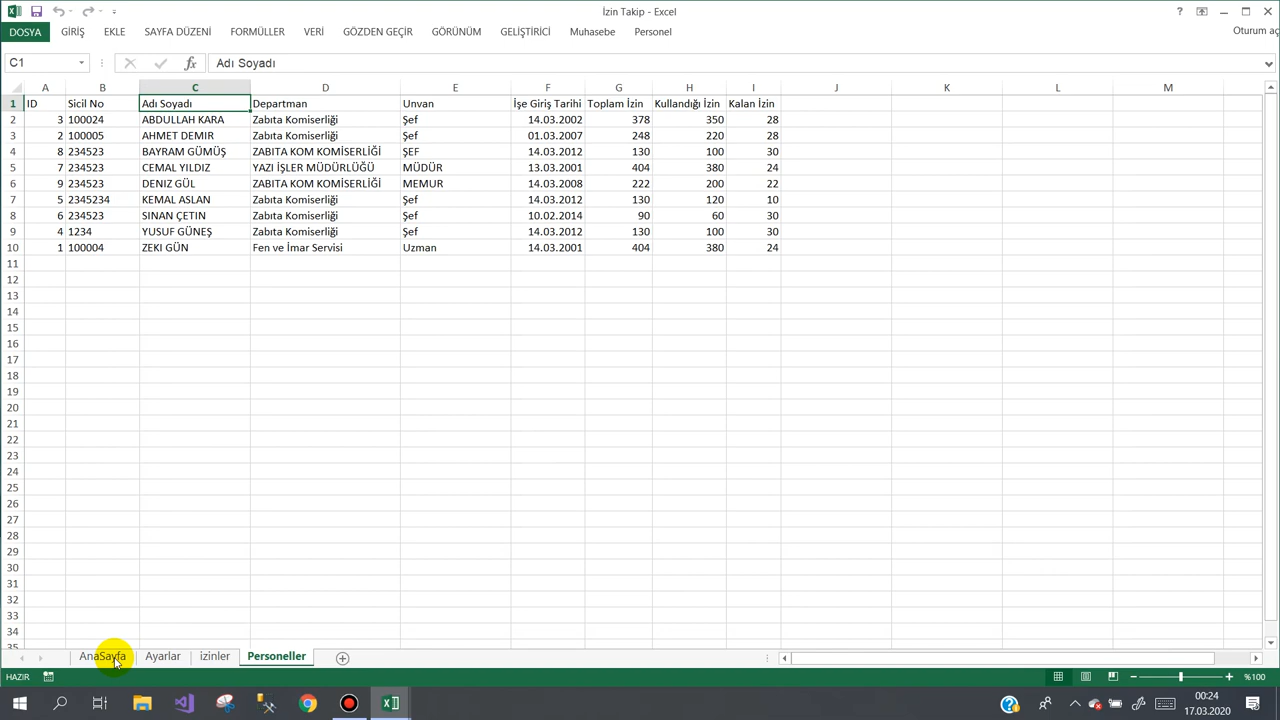 İzin Takip - Excel
?
DOSYA GİRİŞ EKLE SAYFA DÜZENİ FORMÜLLER VERİ GÖZDEN GEÇİR GÖRÜNÜM GELİŞTİRİCİ Muhasebe Personel Oturum aç
C1 fx Adı Soyadı
A B C D E F G H I J K L M
1 ID Sicil No Adı Soyadı Departman Unvan İşe Giriş Tarihi Toplam İzin Kullandığı İzin Kalan İzin
2 3 100024 ABDULLAH KARA Zabıta Komiserliği Şef 14.03.2002 378 350 28
3 2 100005 AHMET DEMIR Zabıta Komiserliği Şef 01.03.2007 248 220 28
4 8 234523 BAYRAM GÜMÜŞ ZABITA KOM KOMİSERLİĞİ ŞEF 14.03.2012 130 100 30
5 7 234523 CEMAL YILDIZ YAZI İŞLER MÜDÜRLÜĞÜ MÜDÜR 13.03.2001 404 380 24
6 9 234523 DENIZ GÜL ZABITA KOM KOMİSERLİĞİ MEMUR 14.03.2008 222 200 22
7 5 2345234 KEMAL ASLAN Zabıta Komiserliği Şef 14.03.2012 130 120 10
8 6 234523 SINAN ÇETIN Zabıta Komiserliği Şef 10.02.2014 90 60 30
9 4 1234 YUSUF GÜNEŞ Zabıta Komiserliği Şef 14.03.2012 130 100 30
10 1 100004 ZEKI GÜN Fen ve İmar Servisi Uzman 14.03.2001 404 380 24
11
12
13
14
15
16
17
18
19
20
21
22
23
24
25
26
27
28
29
30
31
32
33
34
35
AnaSayfa Ayarlar izinler Personeller
HAZIR %100
00:24
17.03.2020